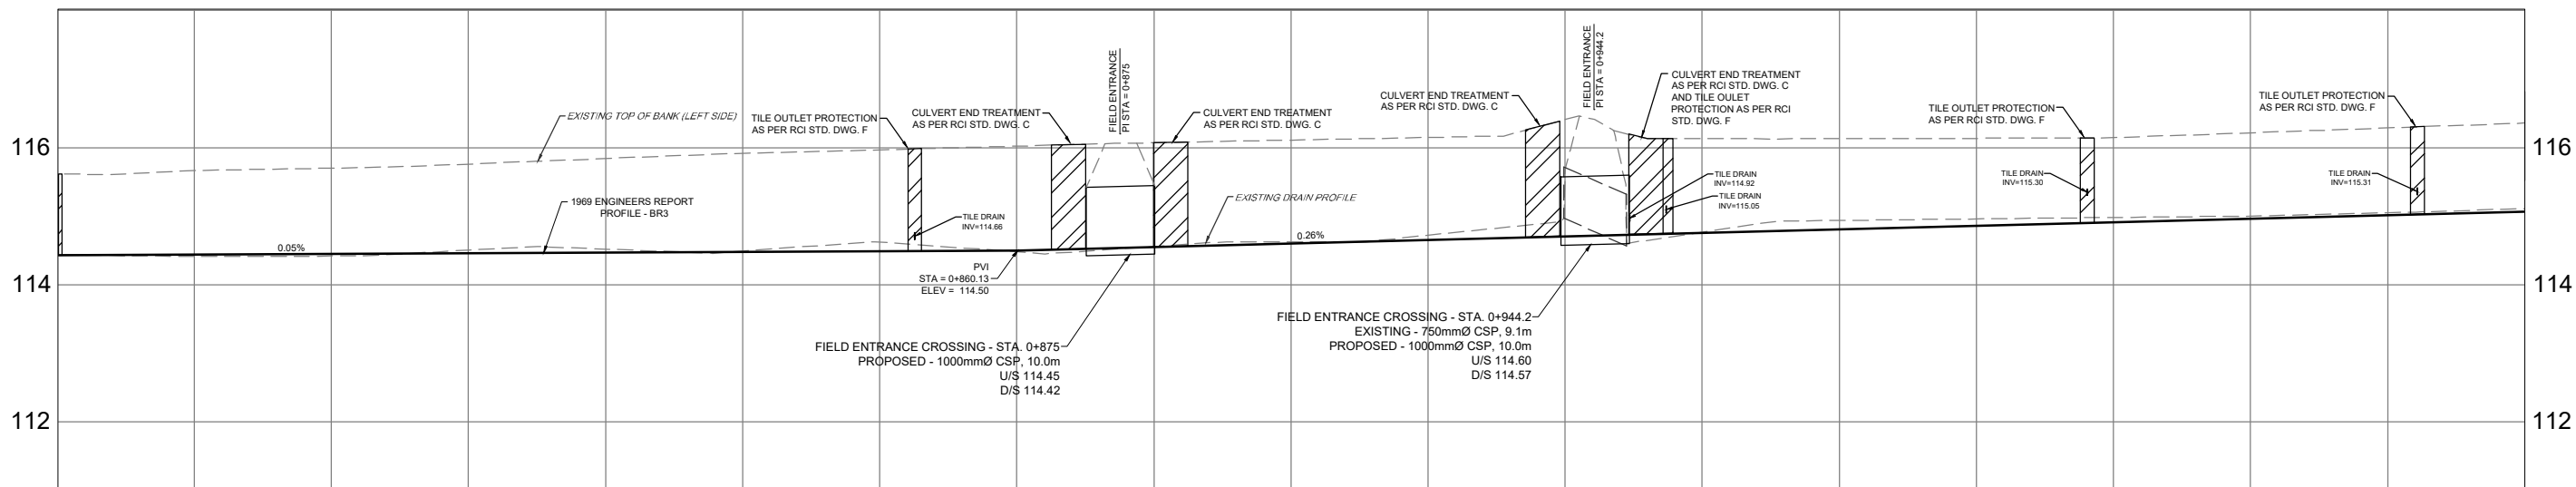 116
114
112
EXISTING TOP OF BANK (LEFT SIDE)
1969 ENGINEERS REPORT
PROFILE - BR3
0.05%
TILE OUTLET PROTECTION
AS PER RCI STD. DWG. F
TILE DRAIN
INV=114.66
CULVERT END TREATMENT
AS PER RCI STD. DWG. C
FIELD ENTRANCE
PI STA = 0+875
CULVERT END TREATMENT
AS PER RCI STD. DWG. C
EXISTING DRAIN PROFILE
0.26%
PVI
STA = 0+860.13
ELEV = 114.50
FIELD ENTRANCE CROSSING - STA. 0+875
PROPOSED - 1000mmØ CSP, 10.0m
U/S 114.45
D/S 114.42
CULVERT END TREATMENT
AS PER RCI STD. DWG. C
FIELD ENTRANCE
PI STA = 0+944.2
CULVERT END TREATMENT
AS PER RCI STD. DWG. C
AND TILE OULET
PROTECTION AS PER RCI
STD. DWG. F
TILE DRAIN
INV=114.92
TILE DRAIN
INV=115.05
FIELD ENTRANCE CROSSING - STA. 0+944.2
EXISTING - 750mmØ CSP, 9.1m
PROPOSED - 1000mmØ CSP, 10.0m
U/S 114.60
D/S 114.57
TILE OUTLET PROTECTION
AS PER RCI STD. DWG. F
TILE DRAIN
INV=115.30
TILE OUTLET PROTECTION
AS PER RCI STD. DWG. F
TILE DRAIN
INV=115.31
116
114
112